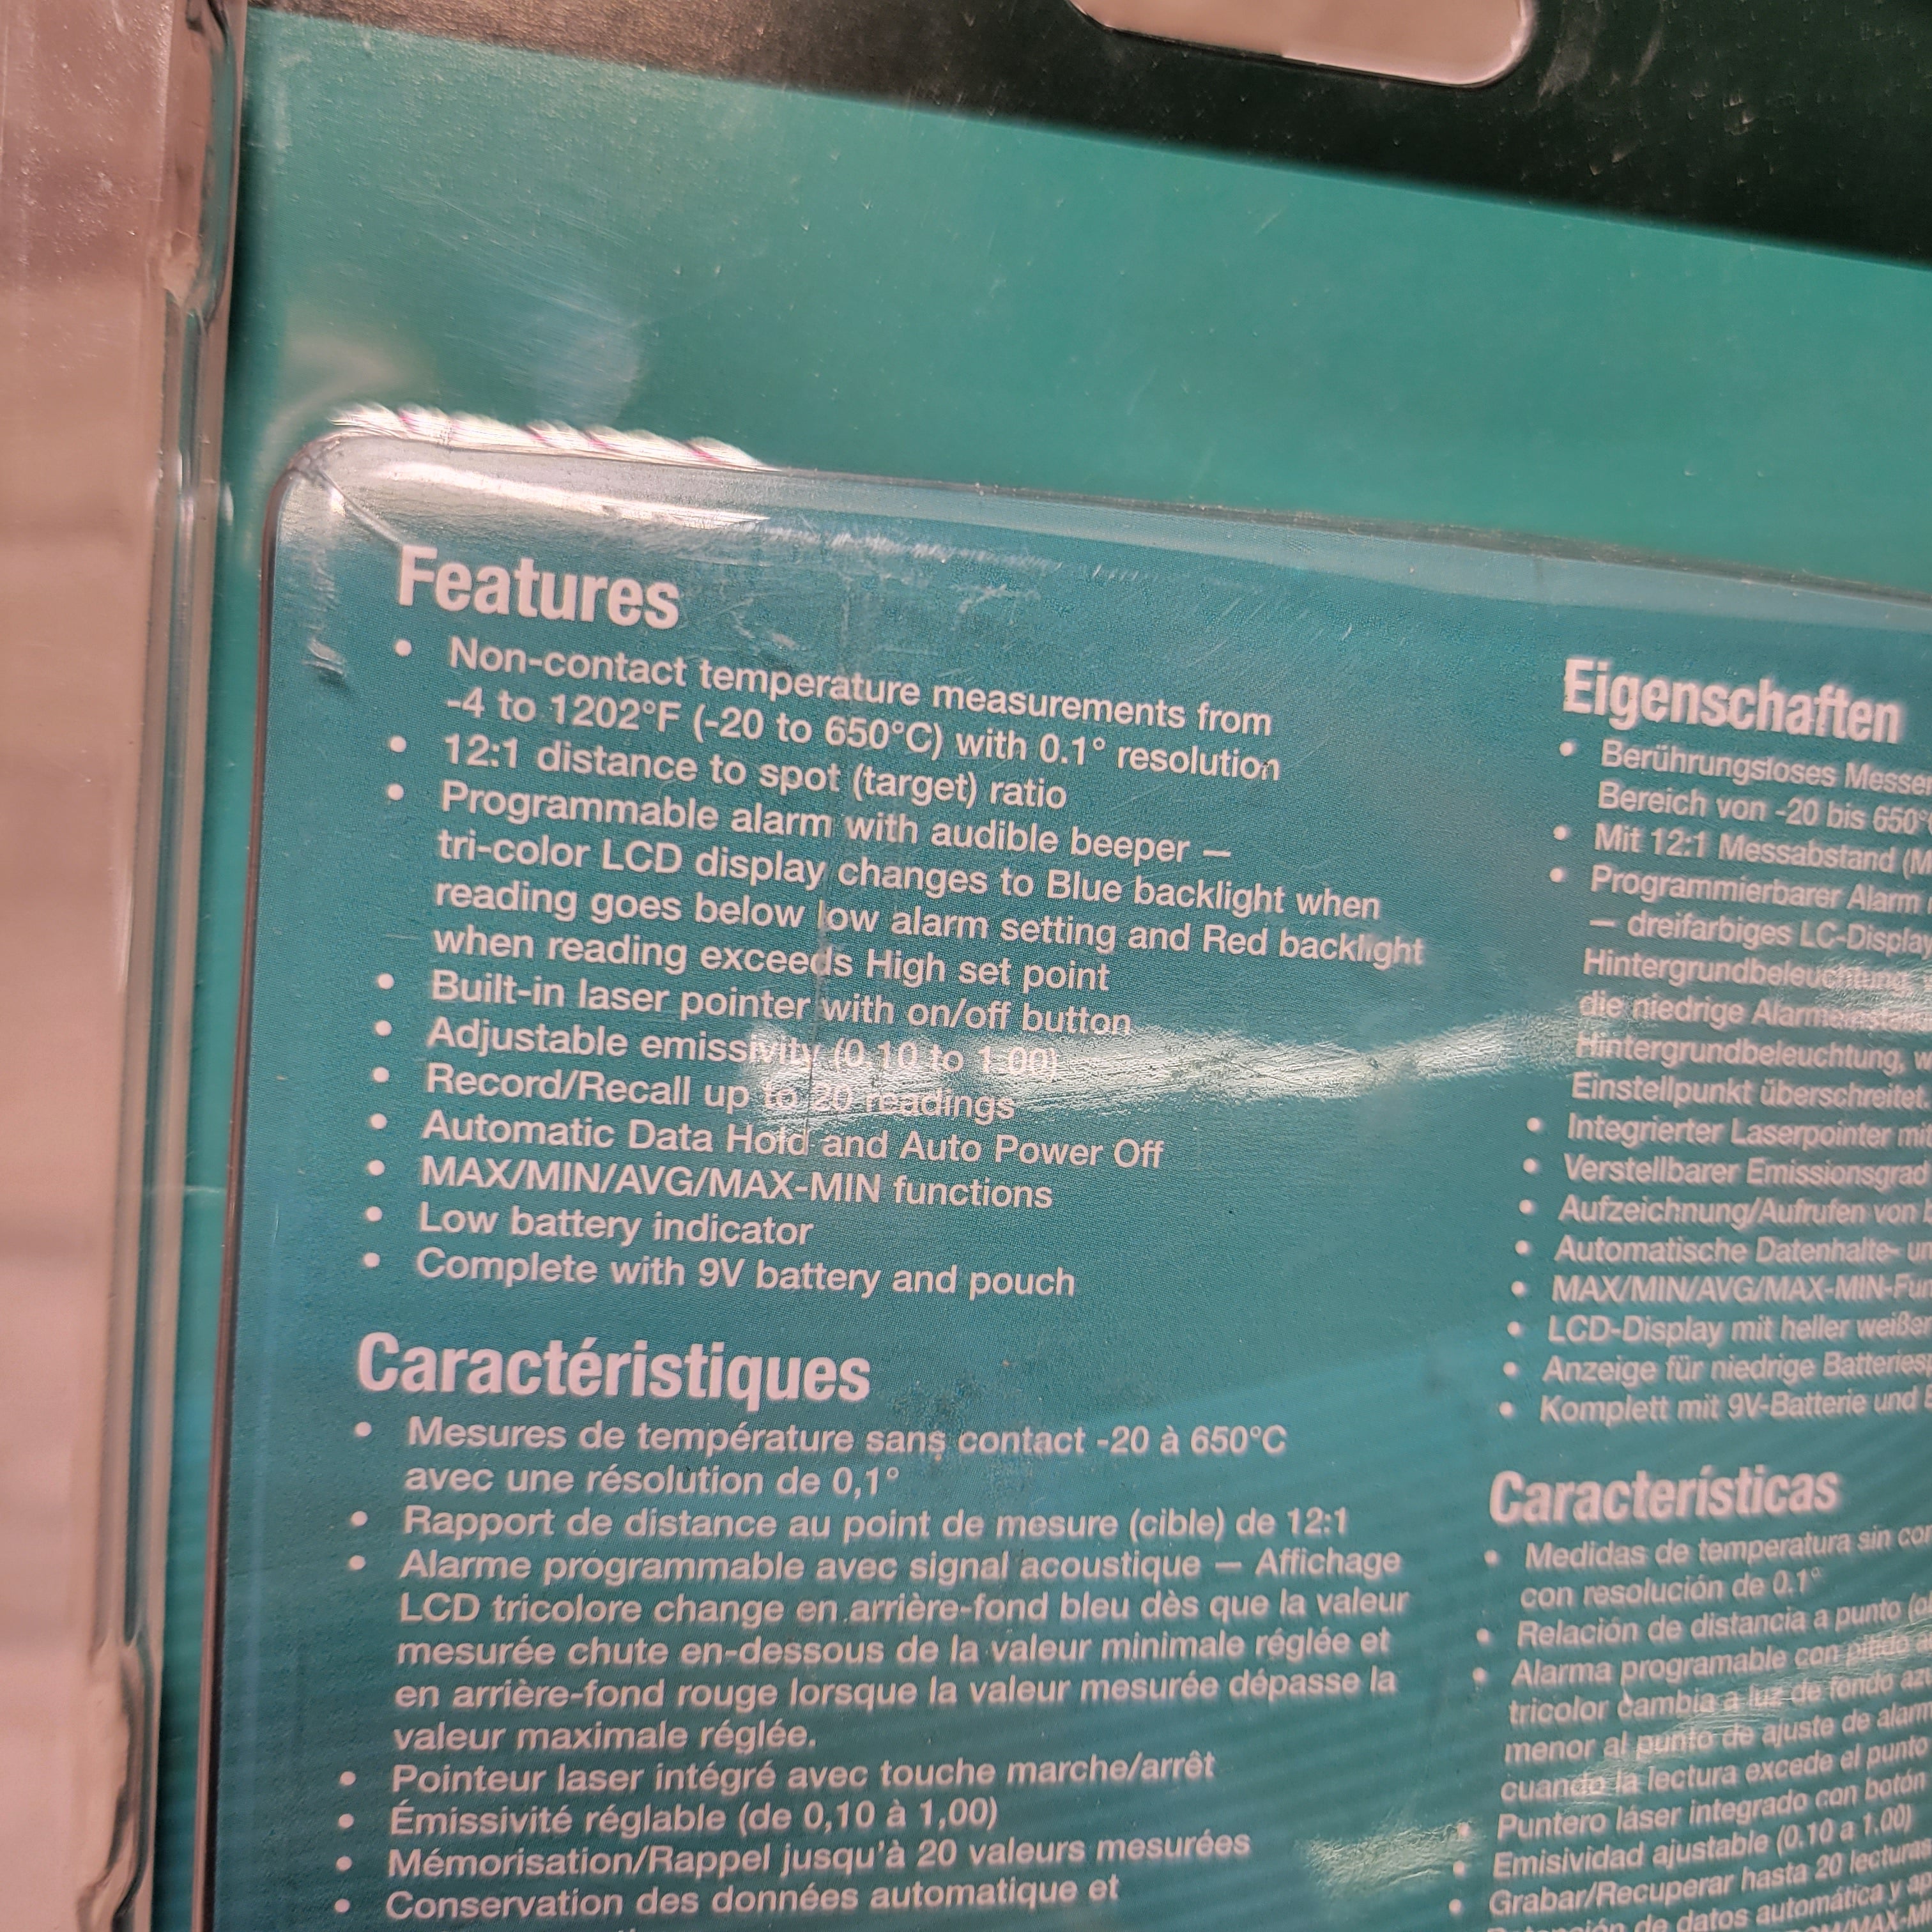 Features
• Non-contact temperature measurements from
-4 to 1202°F (-20 to 650°C) with 0.1° resolution
• 12:1 distance to spot (target) ratio
• Programmable alarm with audible beeper —
tri-color LCD display changes to Blue backlight when
reading goes below low alarm setting and Red backlight
when reading exceeds High set point
• Built-in laser pointer with on/off button
• Adjustable emissivity (0.10 to 1.00)
• Record/Recall up to 20 readings
• Automatic Data Hold and Auto Power Off
• MAX/MIN/AVG/MAX-MIN functions
• Low battery indicator
• Complete with 9V battery and pouch
Caractéristiques
• Mesures de température sans contact -20 à 650°C
avec une résolution de 0,1°
• Rapport de distance au point de mesure (cible) de 12:1
• Alarme programmable avec signal acoustique — Affichage
LCD tricolore change en arrière-fond bleu dès que la valeur
mesurée chute en-dessous de la valeur minimale réglée et
en arrière-fond rouge lorsque la valeur mesurée dépasse la
valeur maximale réglée.
• Pointeur laser intégré avec touche marche/arrêt
• Émissivité réglable (de 0,10 à 1,00)
• Mémorisation/Rappel jusqu'à 20 valeurs mesurées
• Conservation des données automatique et
Eigenschaften
• Berührungsloses
Bereich von -20 bis 650°
• Mit 12:1 Messabstand
• Programmierbarer Alarm
— dreifarbiges
Hintergrundbeleuchtung
die niedrige
Hintergrundbeleuchtung,
Einstellpunkt überschreitet.
• Integrierter Laserpointer
• Verstellbarer Emissionsgrad
• Aufzeichnung/Aufrufen von
• Automatische Datenhalte-
• MAX/MIN/AVG/MAX-MIN-
• LCD-Display mit heller
• Anzeige für niedrige
• Komplett mit 9V-Batterie und
Características
• Medidas de temperatura sin
con resolución de 0.1°
• Relación de distancia a punto
• Alarma programable con pitido
tricolor cambia a luz de fondo
menor al punto de ajuste de
cuando la lectura excede el punto
• Puntero láser integrado con botón
• Emisividad ajustable (0.10 a 1.00)
• Grabar/Recuperar hasta 20
de datos automática y